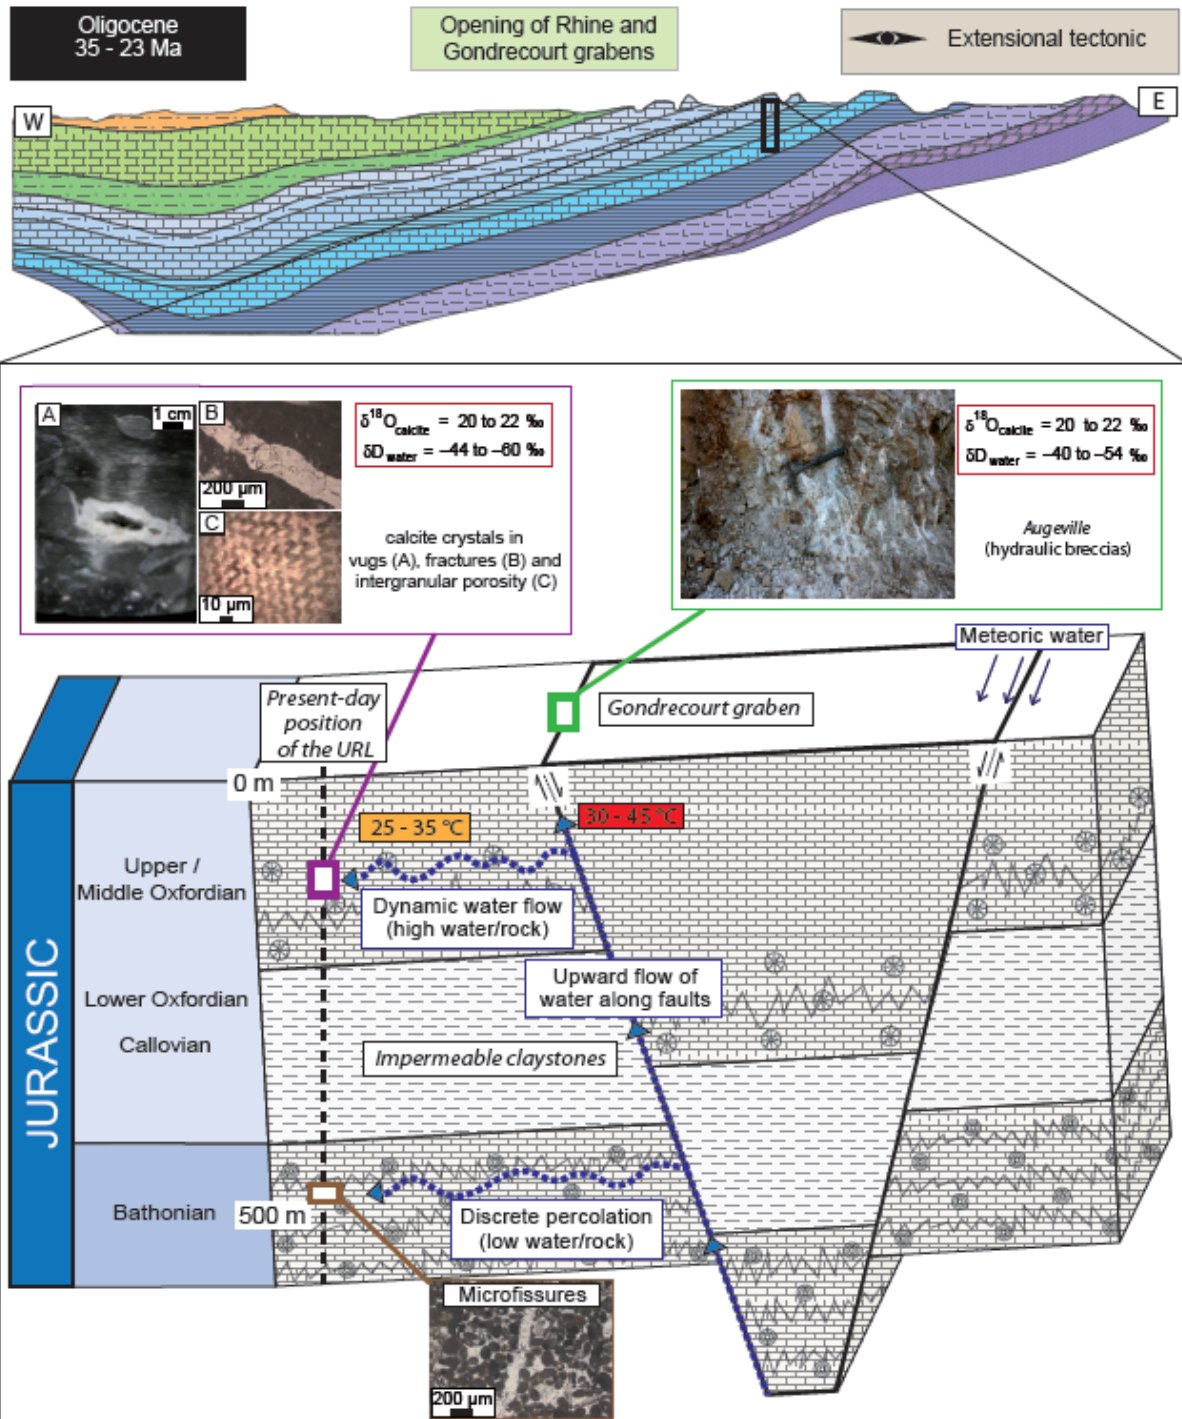 Oligocene
35 - 23 Ma
Opening of Rhine and
Gondrecourt grabens
Extensional tectonic
W
E
A
1 cm
B
200 µm
C
10 µm
δ18Ocalcite = 20 to 22 ‰
δDwater = –44 to –60 ‰
calcite crystals in
vugs (A), fractures (B) and
intergranular porosity (C)
δ18Ocalcite = 20 to 22 ‰
δDwater = –40 to –54 ‰
Augeville
(hydraulic breccias)
Meteoric water
Present-day
position
of the URL
Gondrecourt graben
0 m
25 - 35 °C
30 - 45 °C
Upper /
Middle Oxfordian
Dynamic water flow
(high water/rock)
Upward flow of
water along faults
Lower Oxfordian
Callovian
Impermeable claystones
JURASSIC
Bathonian
500 m
Discrete percolation
(low water/rock)
Microfissures
200 µm